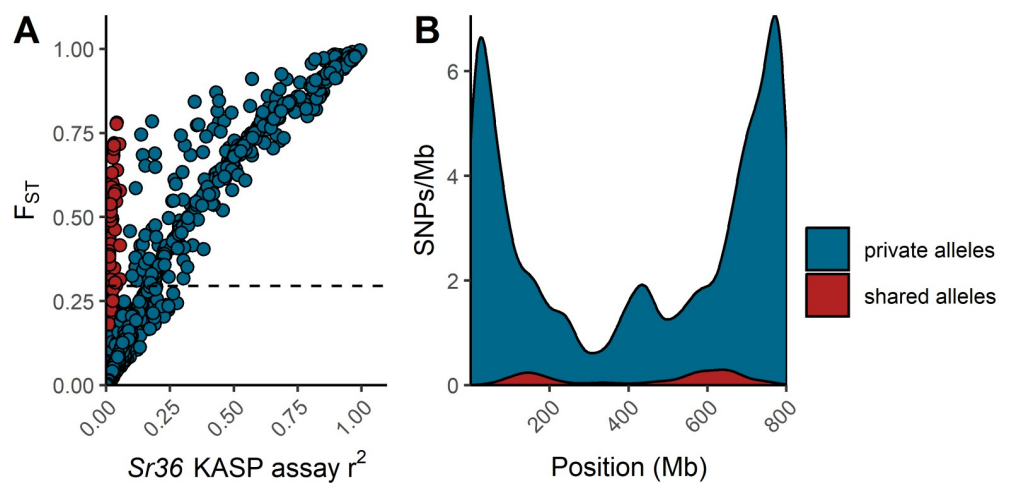 A
1.00
0.75
0.50
0.25
0.00
F_ST
0.00
0.25
0.50
0.75
1.00
Sr36 KASP assay r²
B
6
4
2
0
SNPs/Mb
200
400
600
800
Position (Mb)
private alleles
shared alleles